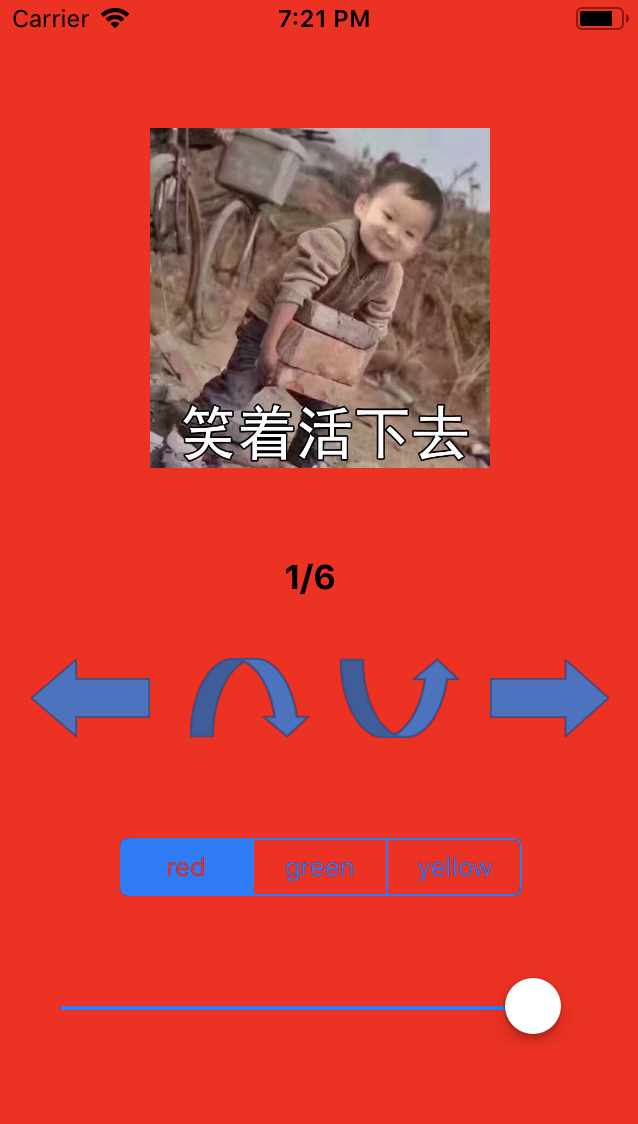 Carrier 7:21 PM
笑着活下去
1/6
red green yellow